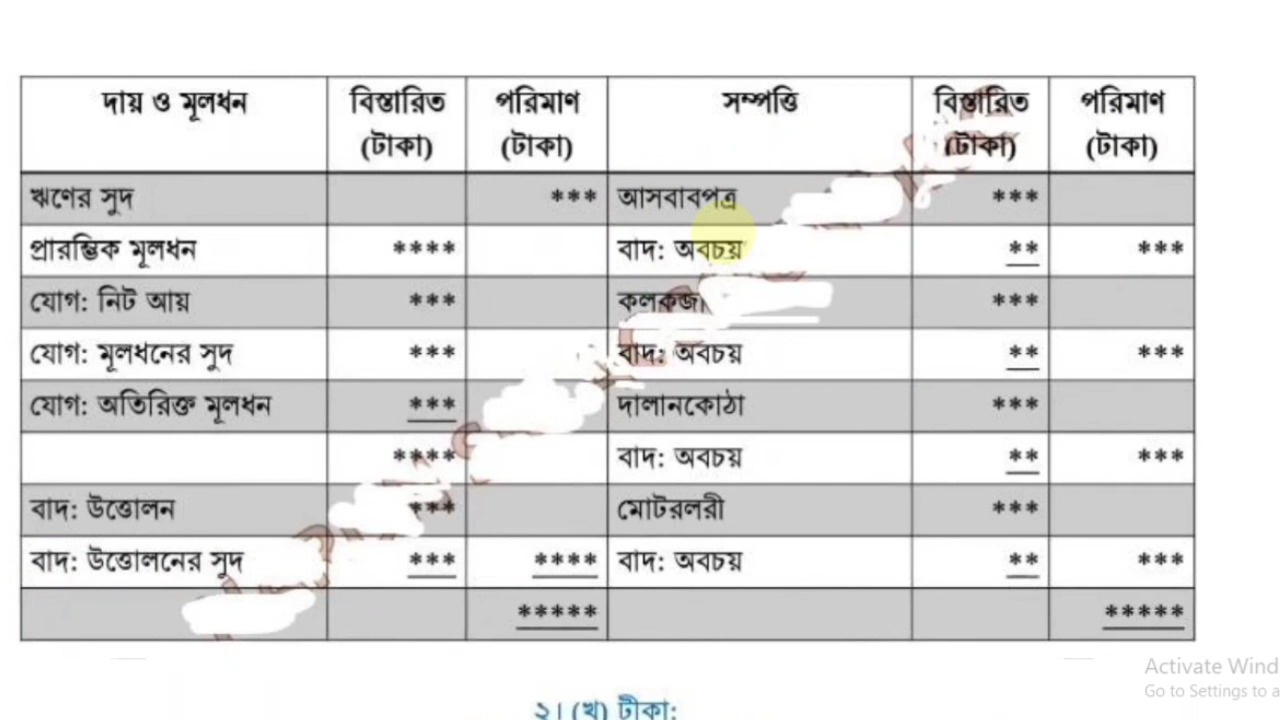 দায় ও মূলধন বিস্তারিত (টাকা) পরিমাণ (টাকা) সম্পত্তি বিস্তারিত (টাকা) পরিমাণ (টাকা)
ঋণের সুদ *** আসবাবপত্র ***
প্রারম্ভিক মূলধন **** বাদ: অবচয় ** ***
যোগ: নিট আয় *** কলকজা ***
যোগ: মূলধনের সুদ *** বাদ: অবচয় ** ***
যোগ: অতিরিক্ত মূলধন *** দালানকোঠা ***
**** বাদ: অবচয় ** ***
বাদ: উত্তোলন *** মোটরলরী ***
বাদ: উত্তোলনের সুদ *** **** বাদ: অবচয় ** ***
***** *****
Activate Wind
Go to Settings to a
২। (খ) টীকা: